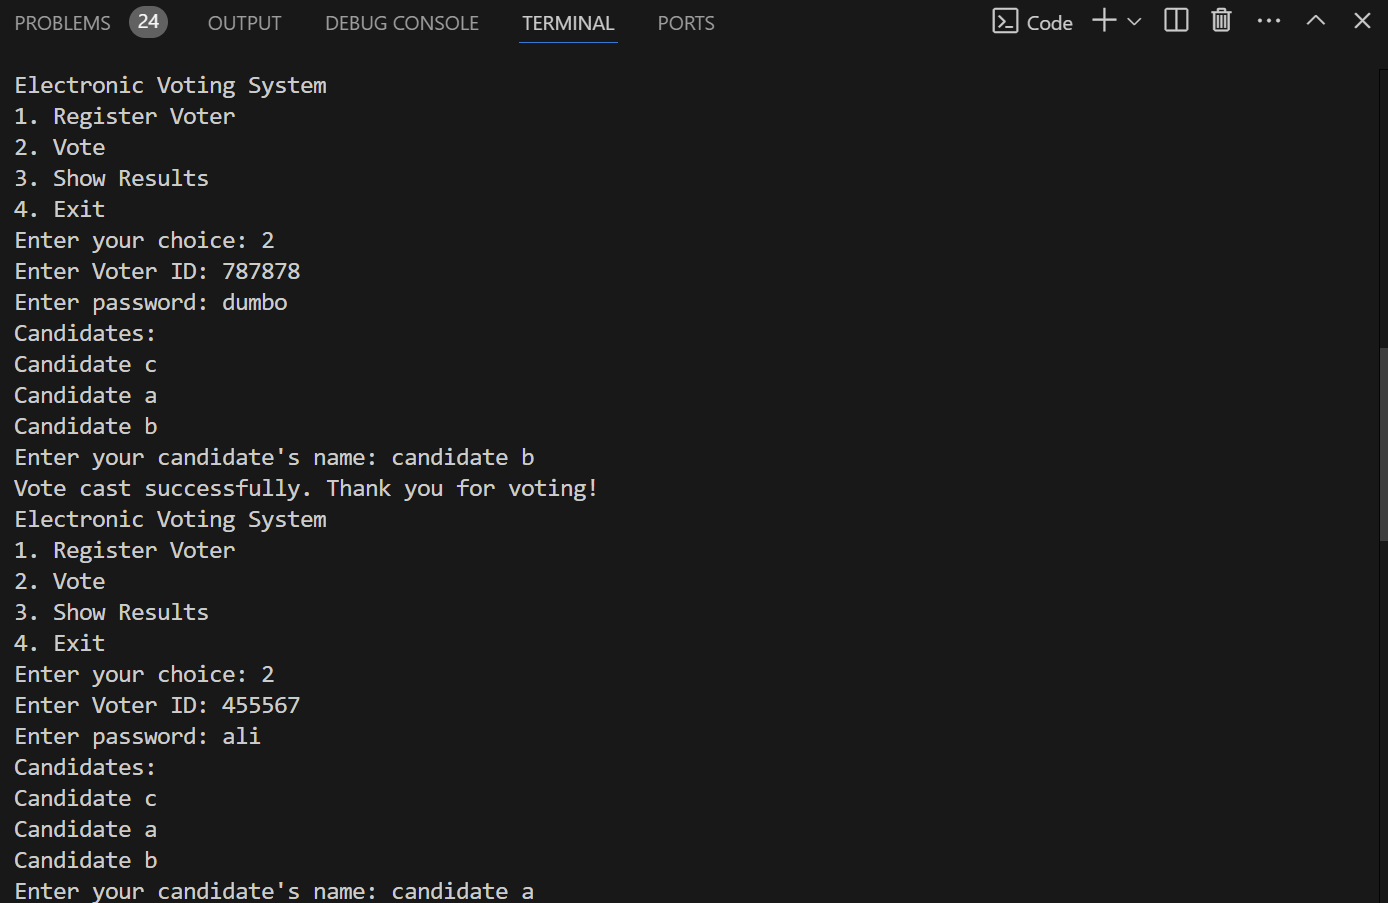 PROBLEMS 24 OUTPUT DEBUG CONSOLE TERMINAL PORTS Code
Electronic Voting System
1. Register Voter
2. Vote
3. Show Results
4. Exit
Enter your choice: 2
Enter Voter ID: 787878
Enter password: dumbo
Candidates:
Candidate c
Candidate a
Candidate b
Enter your candidate's name: candidate b
Vote cast successfully. Thank you for voting!
Electronic Voting System
1. Register Voter
2. Vote
3. Show Results
4. Exit
Enter your choice: 2
Enter Voter ID: 455567
Enter password: ali
Candidates:
Candidate c
Candidate a
Candidate b
Enter your candidate's name: candidate a